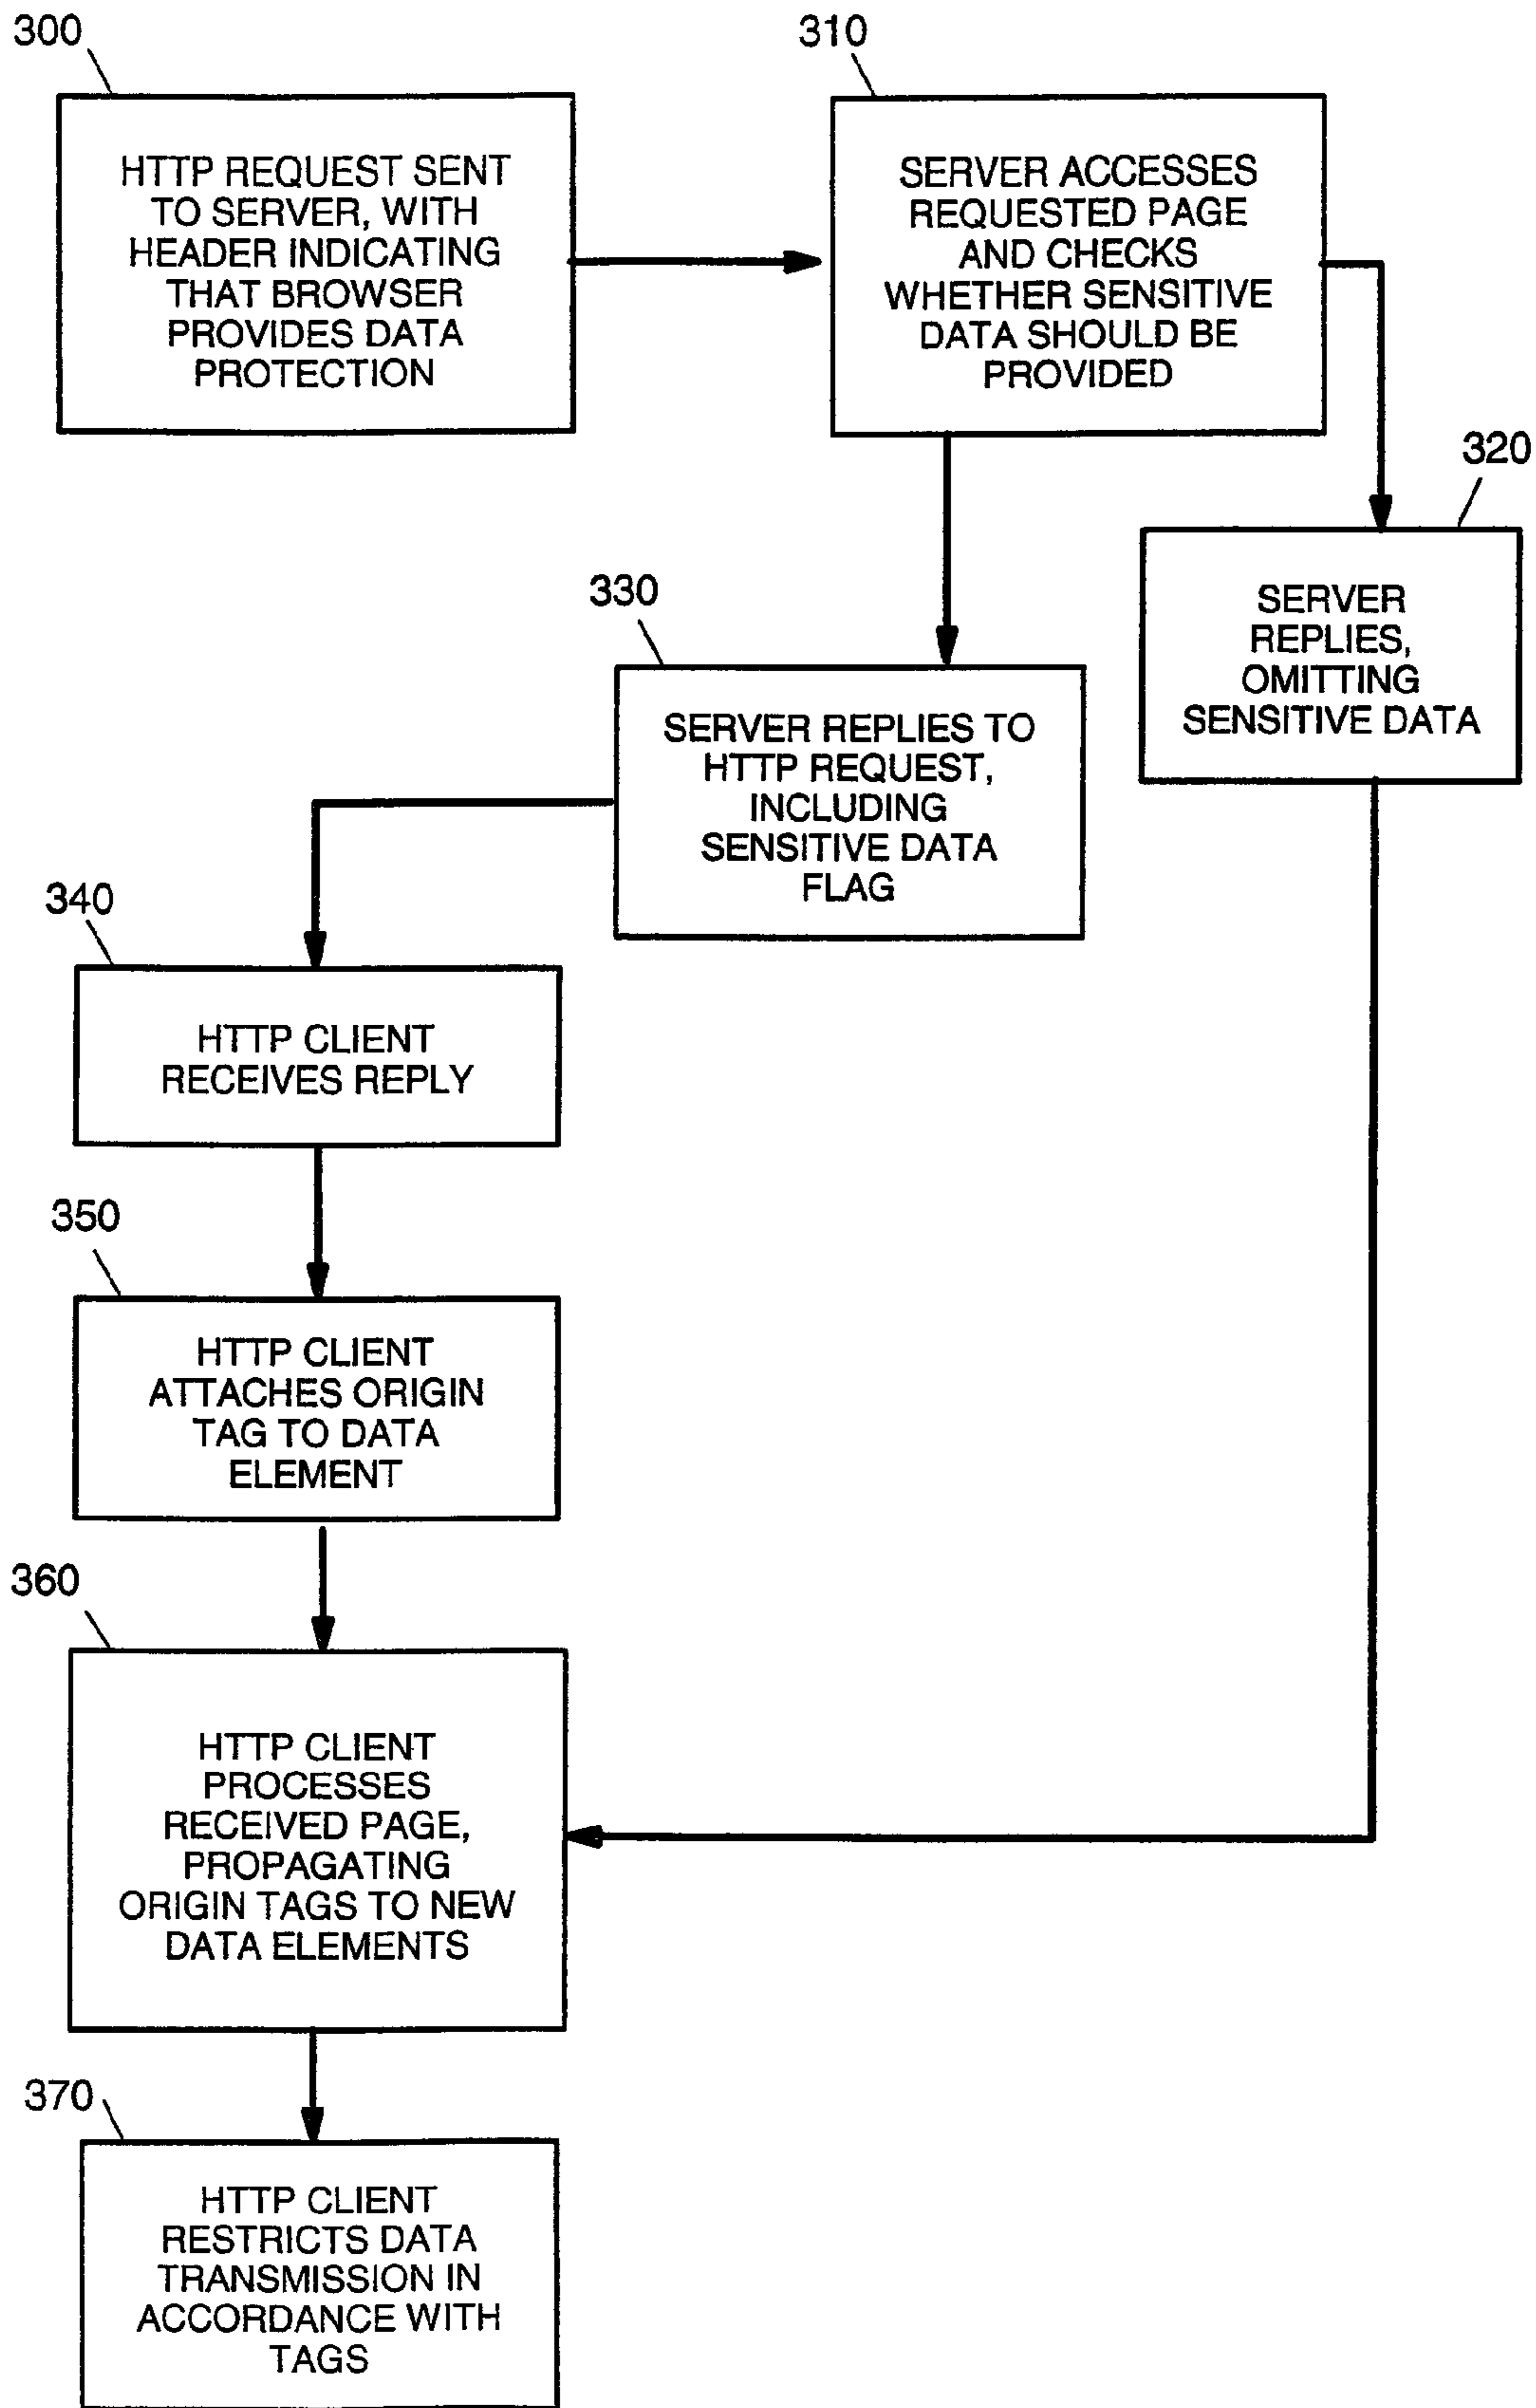 300
HTTP REQUEST SENT
TO SERVER, WITH
HEADER INDICATING
THAT BROWSER
PROVIDES DATA
PROTECTION
310
SERVER ACCESSES
REQUESTED PAGE
AND CHECKS
WHETHER SENSITIVE
DATA SHOULD BE
PROVIDED
320
SERVER
REPLIES,
OMITTING
SENSITIVE DATA
330
SERVER REPLIES TO
HTTP REQUEST,
INCLUDING
SENSITIVE DATA
FLAG
340
HTTP CLIENT
RECEIVES REPLY
350
HTTP CLIENT
ATTACHES ORIGIN
TAG TO DATA
ELEMENT
360
HTTP CLIENT
PROCESSES
RECEIVED PAGE,
PROPAGATING
ORIGIN TAGS TO NEW
DATA ELEMENTS
370
HTTP CLIENT
RESTRICTS DATA
TRANSMISSION IN
ACCORDANCE WITH
TAGS